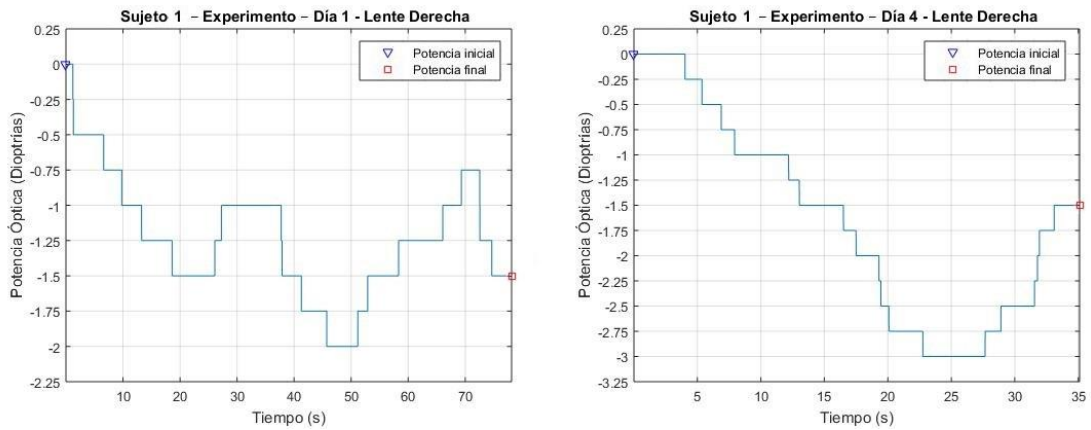 Sujeto 1 – Experimento – Día 1 - Lente Derecha
0.25
0
-0.25
-0.5
-0.75
-1
-1.25
-1.5
-1.75
-2
-2.25
Potencia Óptica (Dioptrias)
Potencia inicial
Potencia final
10 20 30 40 50 60 70
Tiempo (s)
Sujeto 1 – Experimento – Día 4 - Lente Derecha
0.25
0
-0.25
-0.5
-0.75
-1
-1.25
-1.5
-1.75
-2
-2.25
-2.5
-2.75
-3
-3.25
Potencia Óptica (Dioptrias)
Potencia inicial
Potencia final
0 5 10 15 20 25 30 35
Tiempo (s)